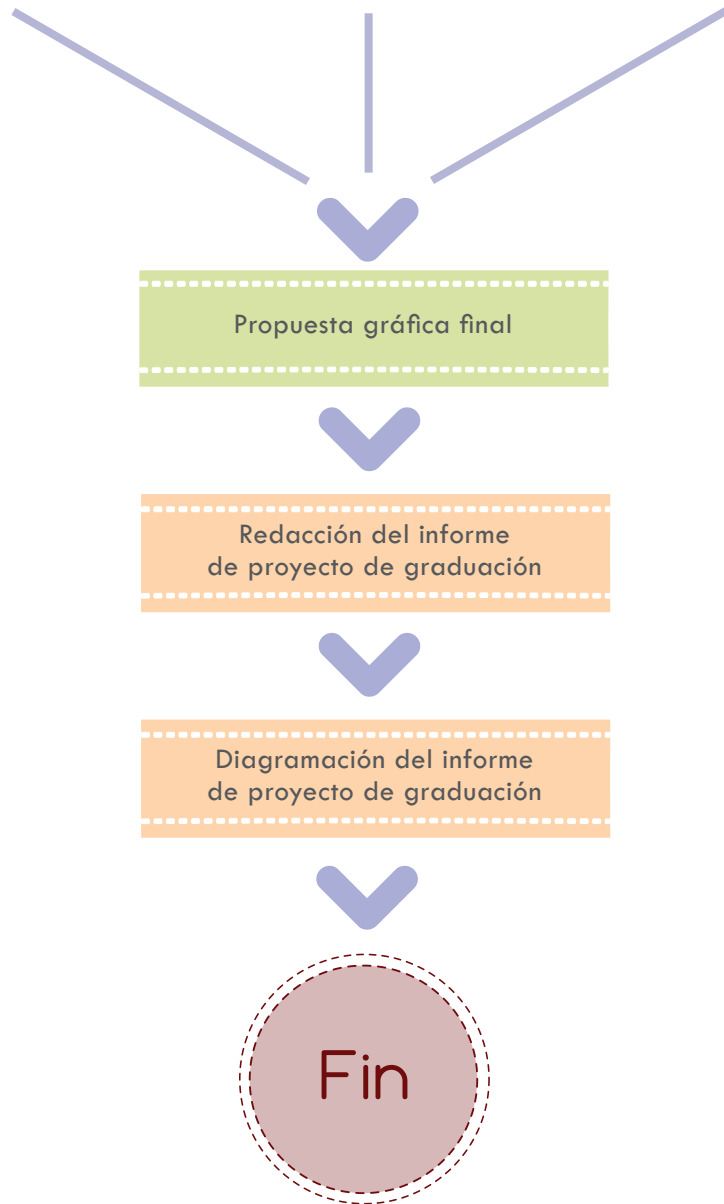 Propuesta gráfica final
Redacción del informe
de proyecto de graduación
Diagramación del informe
de proyecto de graduación
Fin